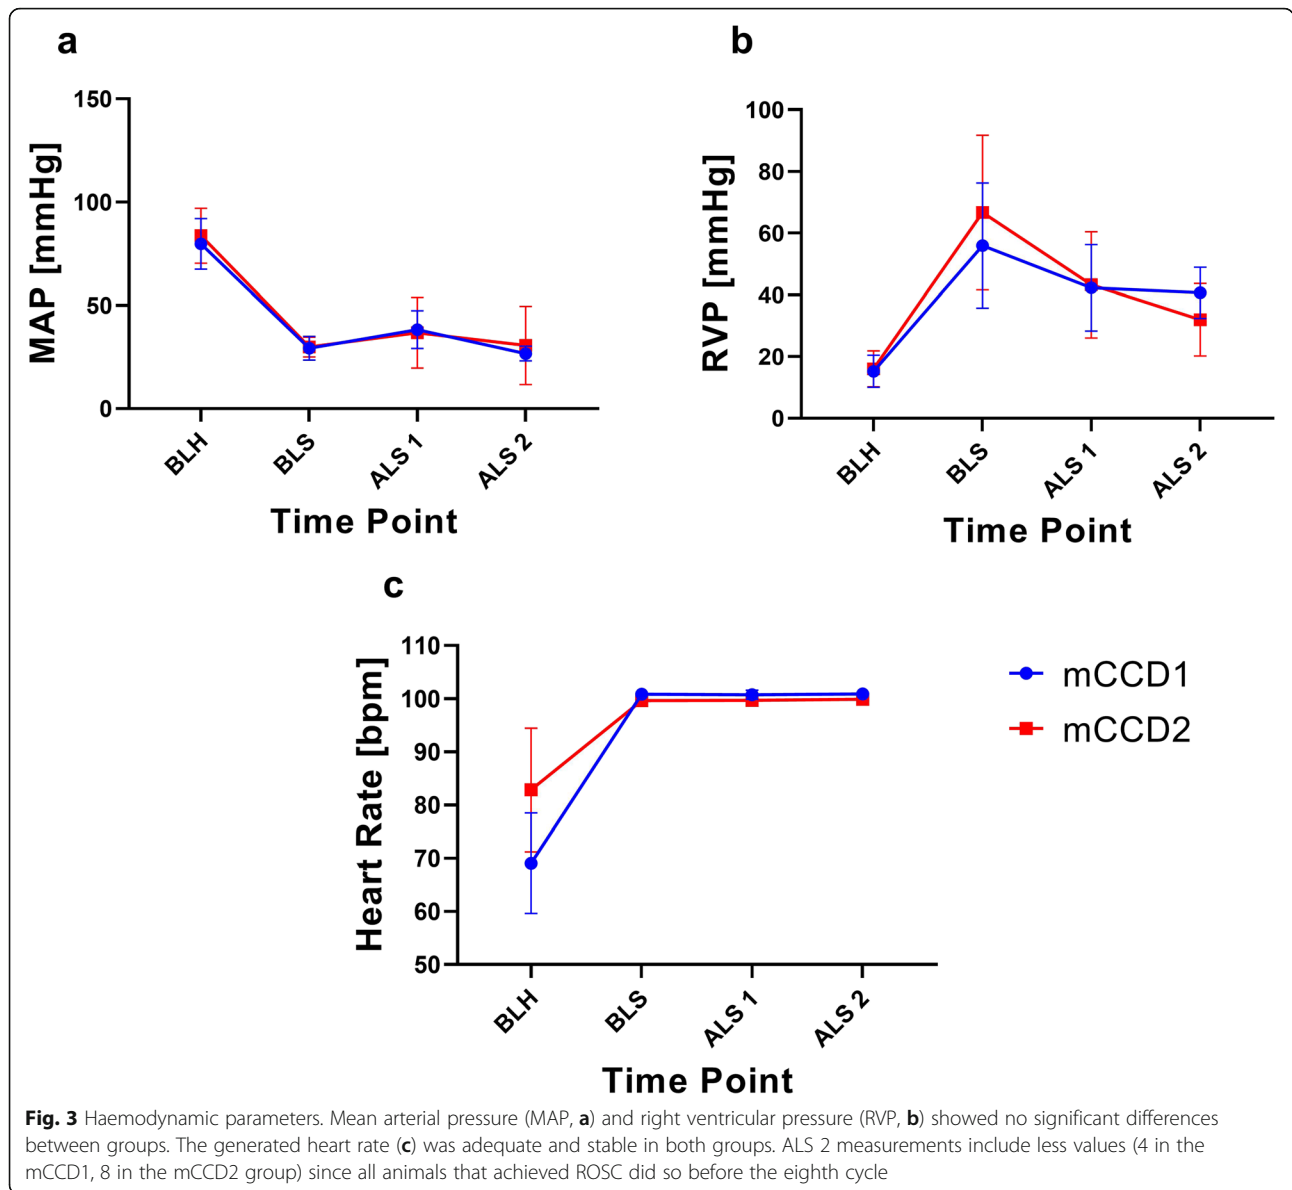 a
150
100
50
0
MAP [mmHg]
BLH
BLS
ALS 1
ALS 2
Time Point
b
100
80
60
40
20
0
RVP [mmHg]
BLH
BLS
ALS 1
ALS 2
Time Point
c
110
100
90
80
70
60
50
Heart Rate [bpm]
BLH
BLS
ALS 1
ALS 2
Time Point
mCCD1
mCCD2
Fig. 3 Haemodynamic parameters. Mean arterial pressure (MAP, a) and right ventricular pressure (RVP, b) showed no significant differences
between groups. The generated heart rate (c) was adequate and stable in both groups. ALS 2 measurements include less values (4 in the
mCCD1, 8 in the mCCD2 group) since all animals that achieved ROSC did so before the eighth cycle